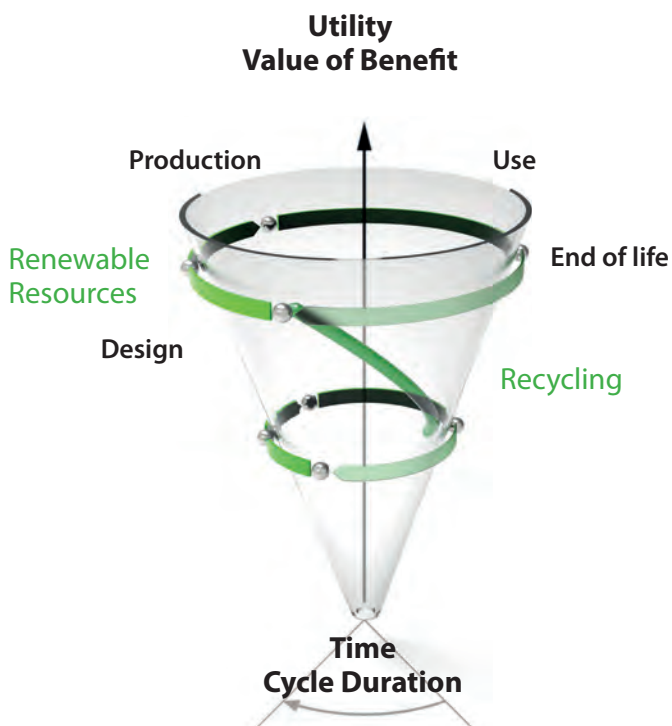 Utility
Value of Benefit
Production
Use
Renewable
Resources
End of life
Design
Recycling
Time
Cycle Duration